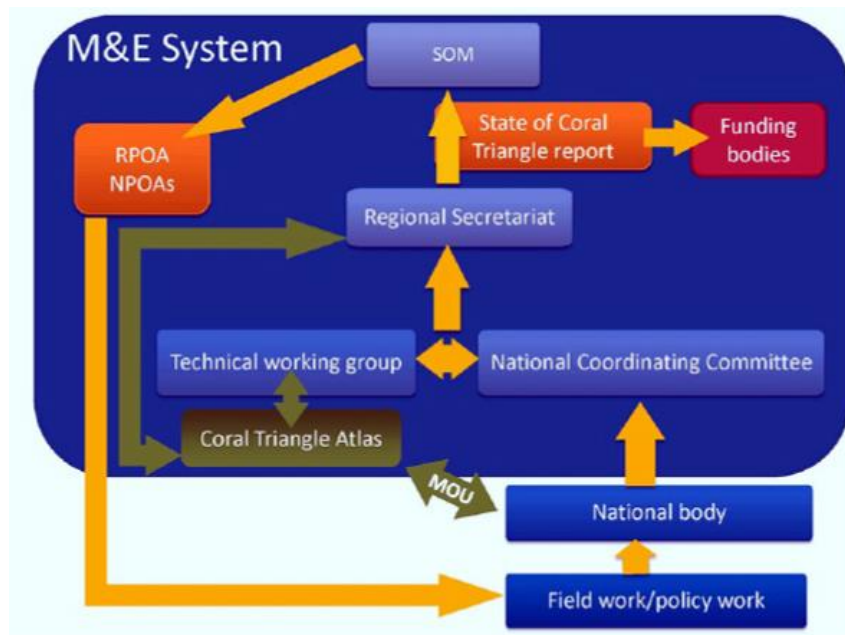 M&E System
SOM
State of Coral
Triangle report
Funding
bodies
RPOA
NPOAs
Regional Secretariat
Technical working group
National Coordinating Committee
Coral Triangle Atlas
MOU
National body
Field work/policy work